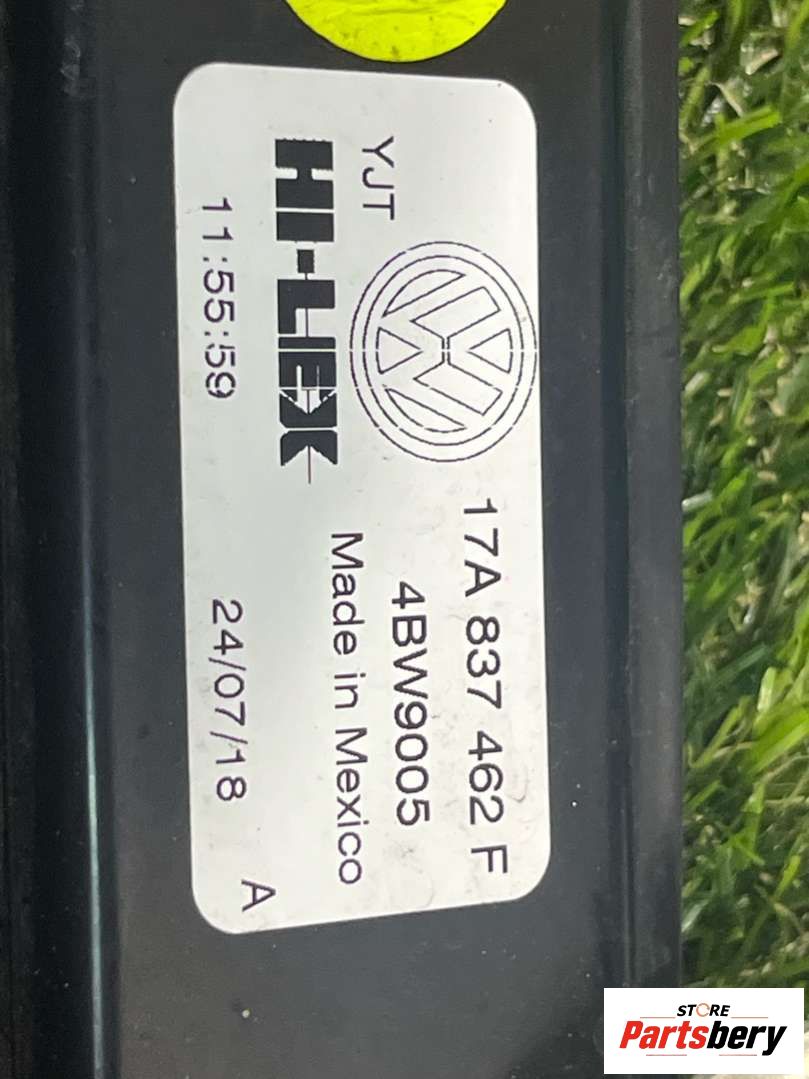 YJT
17A 837 462 F
4BW9005
HI-LEX
Made in Mexico
11:55:59
24/07/18
A
STORE
Partsbery